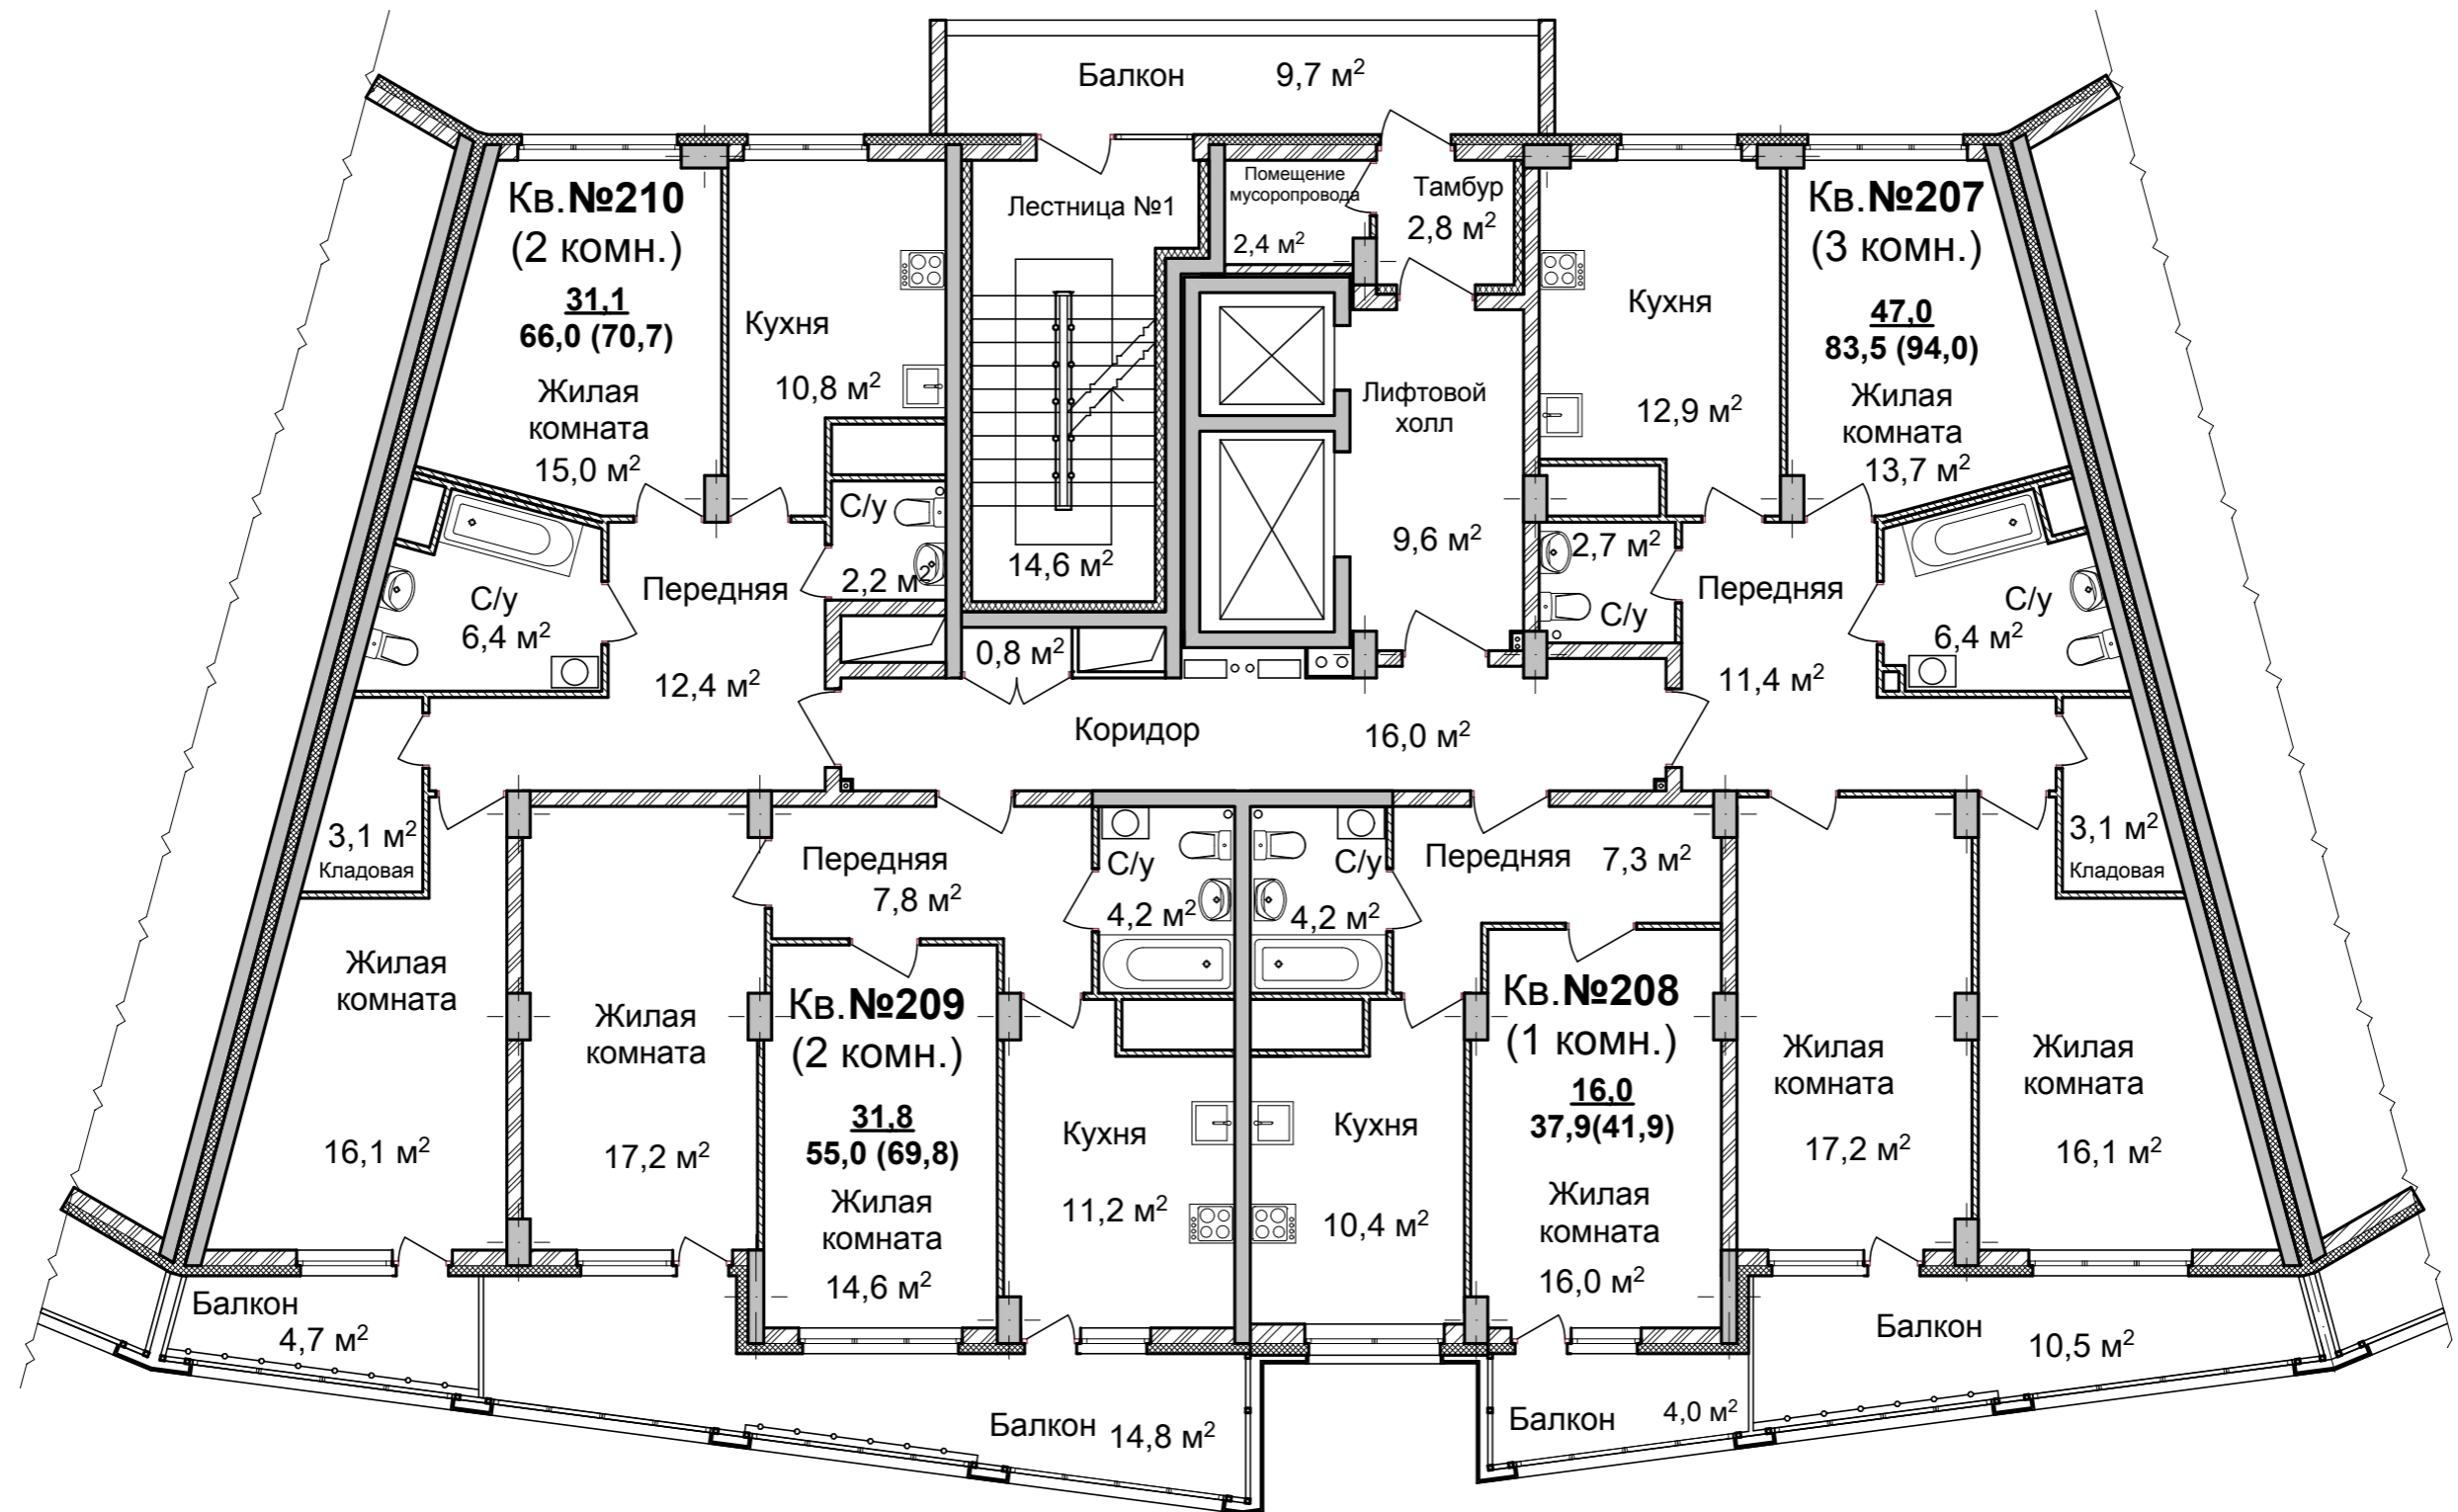 Балкон 9,7 м²
Кв.№210
(2 комн.)
31,1
66,0 (70,7)
Жилая
комната
15,0 м²
Кухня
10,8 м²
Лестница №1
14,6 м²
Помещение
мусоропровода
2,4 м²
Тамбур
2,8 м²
Лифтовой
холл
9,6 м²
Кухня
12,9 м²
Кв.№207
(3 комн.)
47,0
83,5 (94,0)
Жилая
комната
13,7 м²
С/у
2,2 м²
С/у
6,4 м²
Передняя
12,4 м²
0,8 м²
2,7 м²
С/у
Передняя
11,4 м²
С/у
6,4 м²
Коридор 16,0 м²
3,1 м²
Кладовая
Передняя
7,8 м²
С/у
4,2 м²
С/у
4,2 м²
Передняя 7,3 м²
3,1 м²
Кладовая
Жилая
комната
16,1 м²
Жилая
комната
17,2 м²
Кв.№209
(2 комн.)
31,8
55,0 (69,8)
Жилая
комната
14,6 м²
Кухня
11,2 м²
Кухня
10,4 м²
Кв.№208
(1 комн.)
16,0
37,9(41,9)
Жилая
комната
16,0 м²
Жилая
комната
17,2 м²
Жилая
комната
16,1 м²
Балкон
4,7 м²
Балкон 14,8 м²
Балкон 4,0 м²
Балкон
10,5 м²